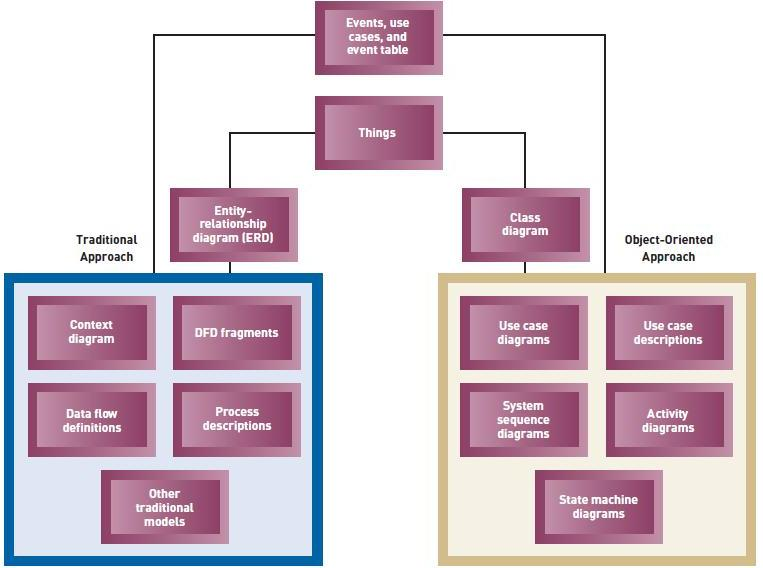 Events, use
cases, and
event table
Things
Entity–
relationship
diagram (ERD)
Class
diagram
Traditional
Approach
Object-Oriented
Approach
Context
diagram
DFD fragments
Data flow
definitions
Process
descriptions
Other
traditional
models
Use case
diagrams
Use case
descriptions
System
sequence
diagrams
Activity
diagrams
State machine
diagrams